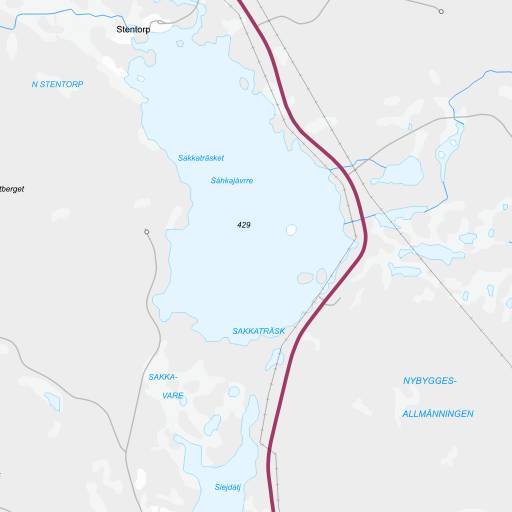 Stentorp
N STENTORP
Sakkaträsket
Sáhkajávrre
tberget
429
SAKKATRÄSK
SAKKA-
VARE
NYBYGGES-
ALLMÄNNINGEN
Siejdátj